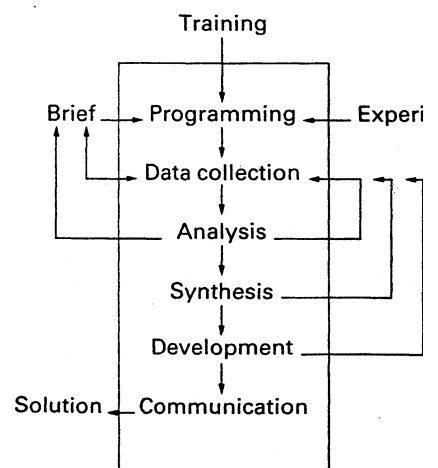 Training
Brief Programming Experi
Data collection
Analysis
Synthesis
Development
Solution Communication